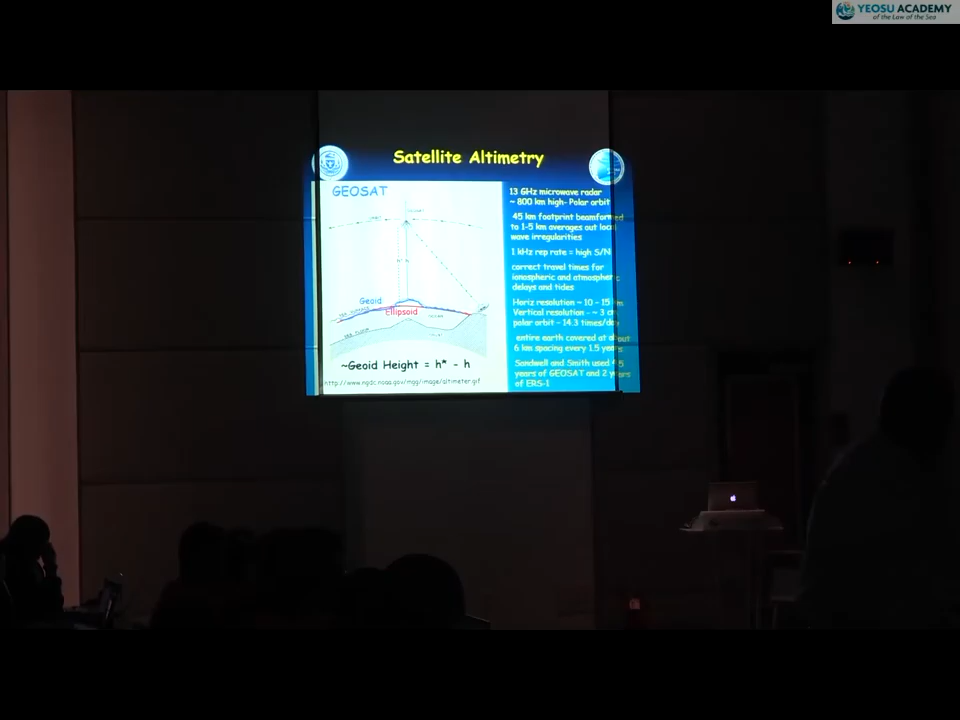 YEOSU ACADEMY
of the Law of the Sea
Satellite Altimetry
GEOSAT
Geoid
Ellipsoid
~Geoid Height = h* - h
http://www.ngdc.noaa.gov/mgg/image/altimeter.gif
13 GHz microwave radar
~ 800 km high- Polar orbit
45 km footprint beamformed
to 1-5 km averages out local
wave irregularities
1 kHz rep rate = high S/N
correct travel times for
ionospheric and atmospheric
delays and tides
Horiz resolution ~ 10 - 15 km
Vertical resolution - ~ 3 cm
polar orbit - 14.3 times/day
entire earth covered at about
6 km spacing every 1.5 years
Sandwell and Smith used
years of GEOSAT and 2 years
of ERS-1